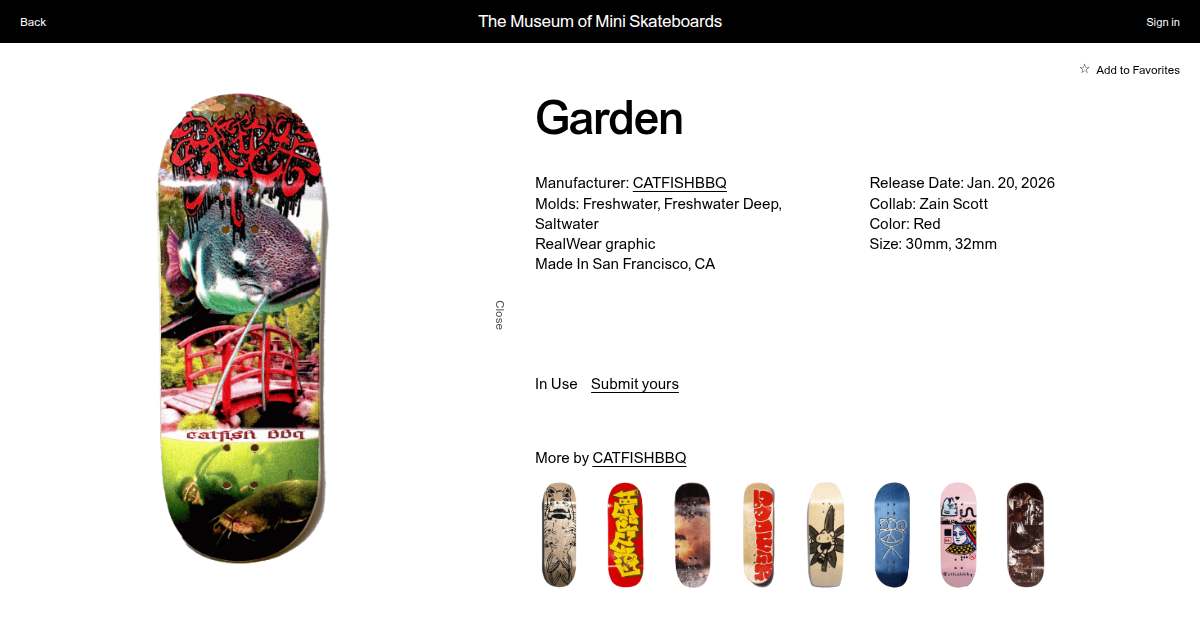 Back
The Museum of Mini Skateboards
Sign in
☆ Add to Favorites
Garden
Manufacturer: CATFISHBBQ
Molds: Freshwater, Freshwater Deep,
Saltwater
RealWear graphic
Made In San Francisco, CA
Release Date: Jan. 20, 2026
Collab: Zain Scott
Color: Red
Size: 30mm, 32mm
catfish BBq
Close
In Use Submit yours
More by CATFISHBBQ